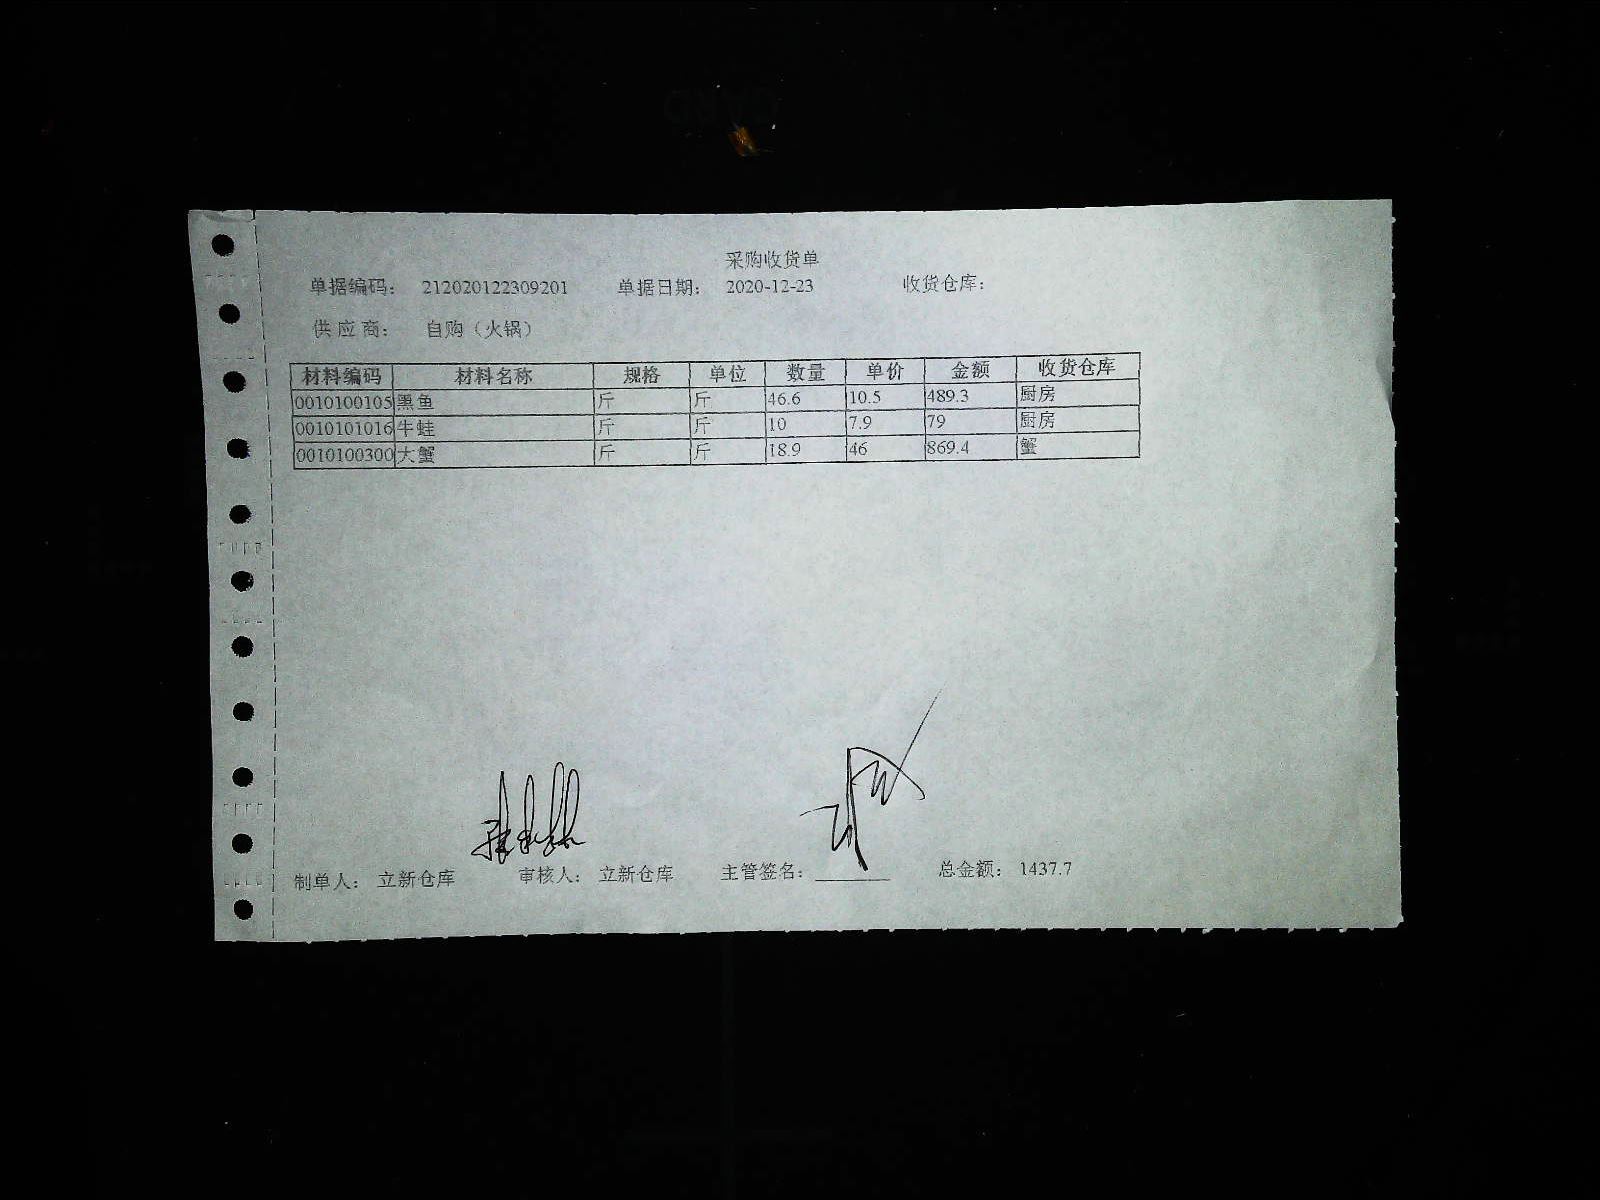 采购收货单
单据编码： 212020122309201 单据日期： 2020-12-23 收货仓库：
供应商： 自购（火锅）
材料编码 材料名称 规格 单位 数量 单价 金额 收货仓库
0010100105 黑鱼 斤 斤 46.6 10.5 489.3 厨房
0010101016 牛蛙 斤 斤 10 7.9 79 厨房
0010100300 大蟹 斤 斤 18.9 46 869.4 蟹
制单人： 立新仓库 审核人： 立新仓库 主管签名： 总金额： 1437.7